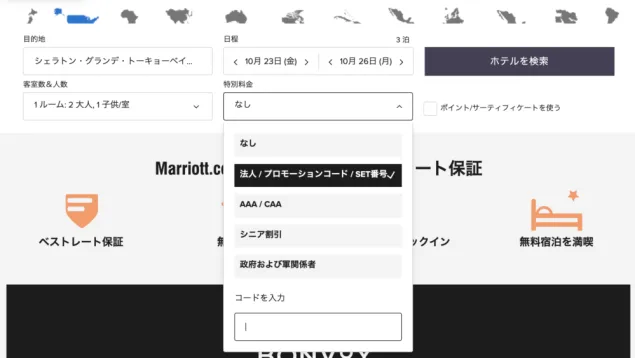 目的地
日程
3 泊
シェラトン・グランデ・トーキョーベイ...
10月 23日 (金)
10月 26日 (月)
ホテルを検索
客室数＆人数
特別料金
1 ルーム: 2 大人, 1 子供/室
なし
ポイント/サーティフィケートを使う
なし
法人 / プロモーションコード / SET番号
AAA / CAA
シニア割引
政府および軍関係者
コードを入力
Marriott.c
ート保証
ベストレート保証
ックイン
無料宿泊を満喫
BONVOY